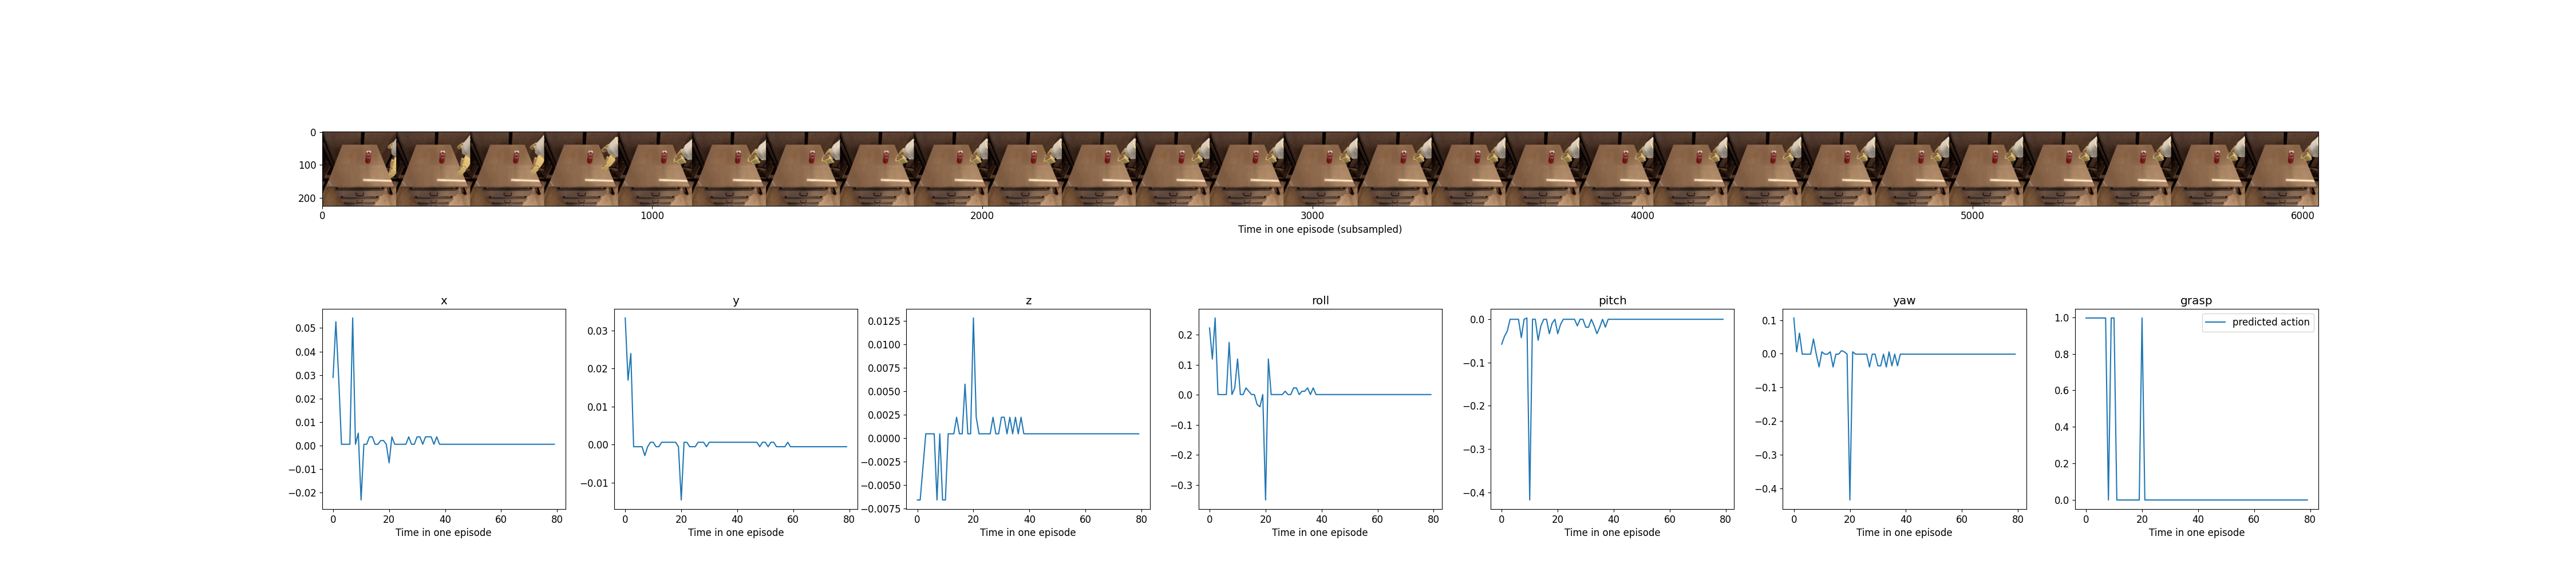 0
100
200
0 1000 2000 3000 4000 5000 6000
Time in one episode (subsampled)
x y z roll pitch yaw grasp
predicted action
0.05
0.04
0.03
0.02
0.01
0.00
−0.01
−0.02
0 20 40 60 80
Time in one episode
0.03
0.02
0.01
0.00
−0.01
0 20 40 60 80
Time in one episode
0.0125
0.0100
0.0075
0.0050
0.0025
0.0000
−0.0025
−0.0050
−0.0075
0 20 40 60 80
Time in one episode
0.2
0.1
0.0
−0.1
−0.2
−0.3
0 20 40 60 80
Time in one episode
0.0
−0.1
−0.2
−0.3
−0.4
0 20 40 60 80
Time in one episode
0.1
0.0
−0.1
−0.2
−0.3
−0.4
0 20 40 60 80
Time in one episode
1.0
0.8
0.6
0.4
0.2
0.0
0 20 40 60 80
Time in one episode